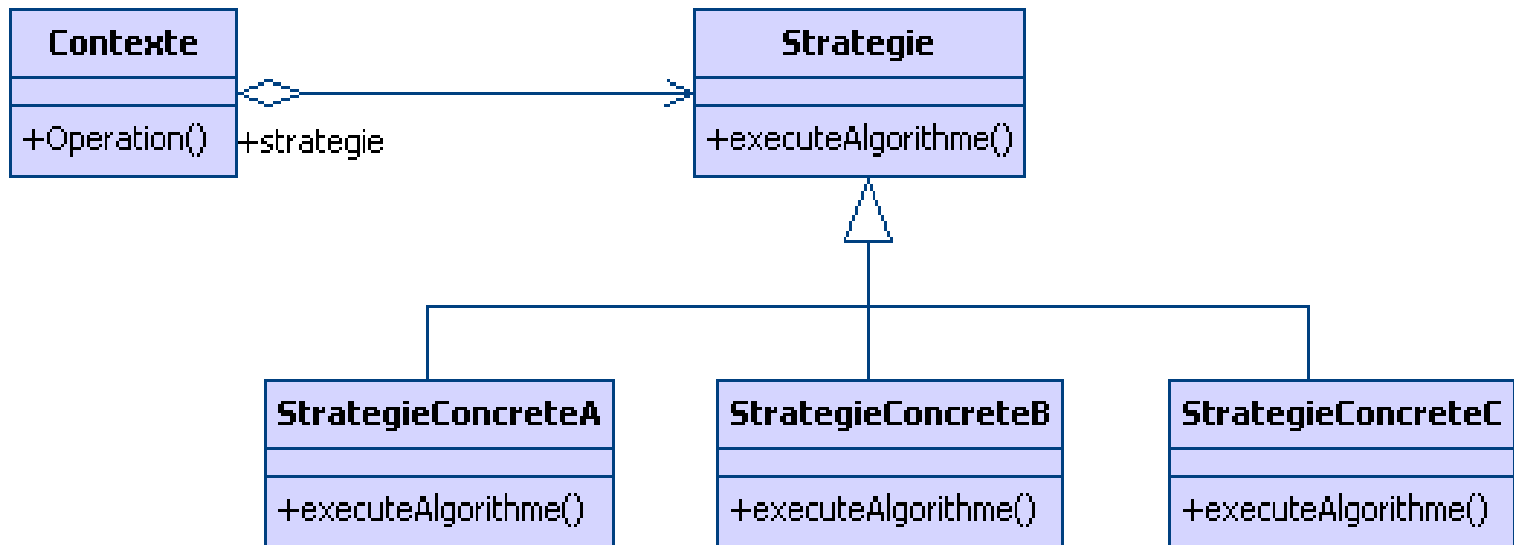 Contexte
Strategie
+Operation()
+strategie
+executeAlgorithme()
StrategieConcreteA
StrategieConcreteB
StrategieConcreteC
+executeAlgorithme()
+executeAlgorithme()
+executeAlgorithme()